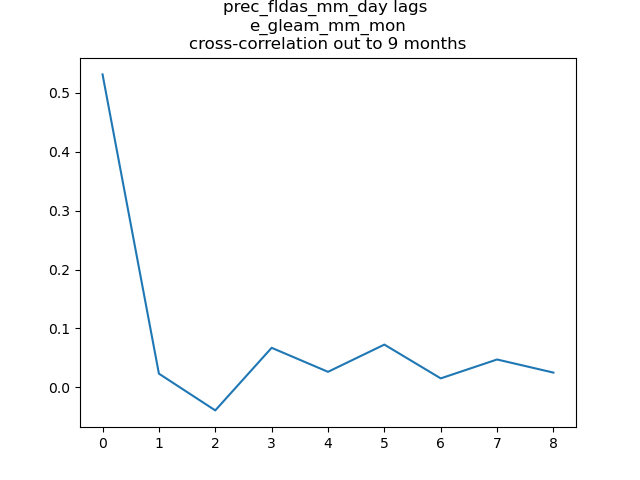 prec_fldas_mm_day lags
e_gleam_mm_mon
cross-correlation out to 9 months
0.5
0.4
0.3
0.2
0.1
0.0
0 1 2 3 4 5 6 7 8